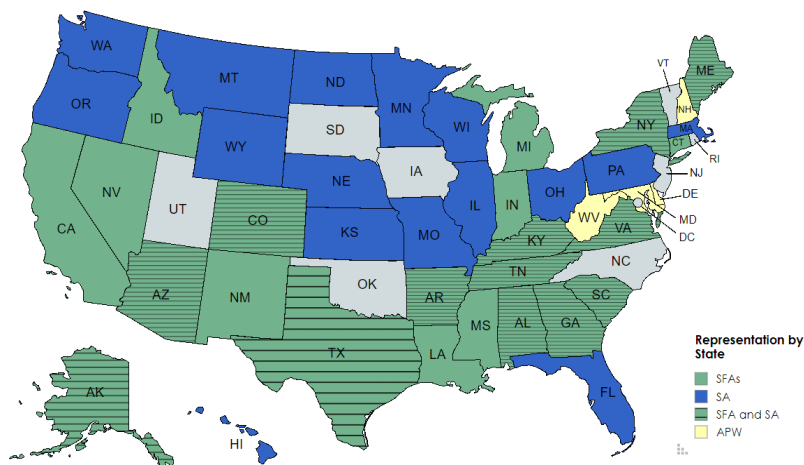 WA
MT
ND
MN
VT
ME
NH
OR
ID
SD
WI
NY
MA
CT
MI
RI
WY
IA
PA
NJ
NE
OH
DE
NV
UT
IL
IN
MD
CO
WV
VA
DC
CA
KS
MO
KY
NC
TN
OK
AZ
NM
AR
SC
MS
AL
GA
TX
LA
AK
FL
HI
Representation by
State
SFAs
SA
SFA and SA
APW